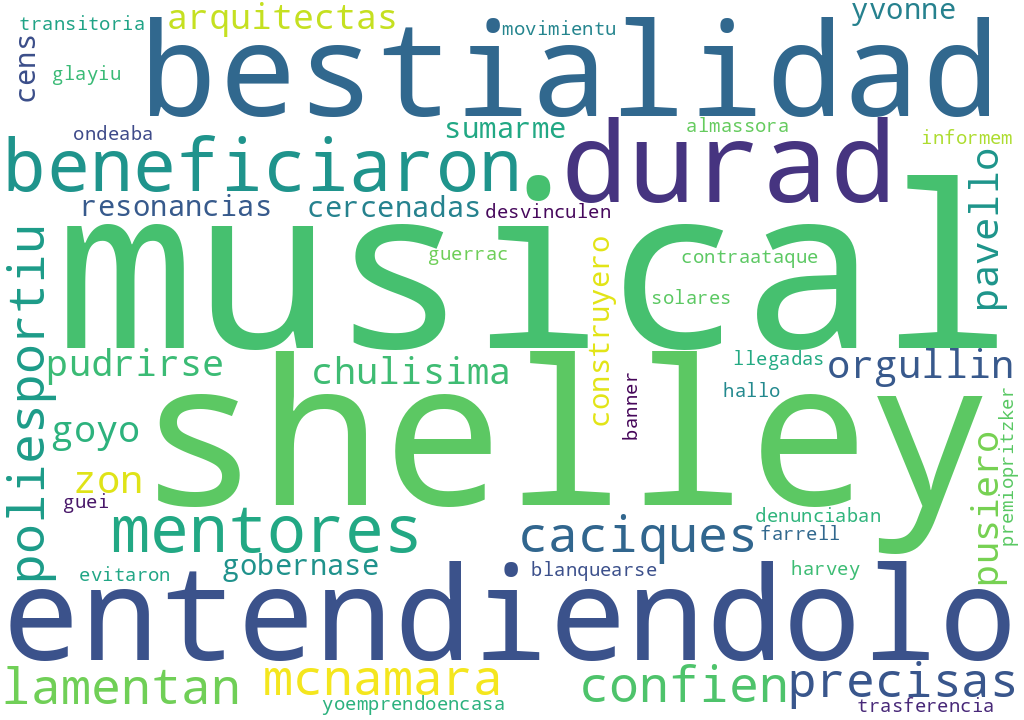 transitoria
arquitectas
movimientu
yvonne
cens
glayiu
bestialidad
ondeaba
sumarme
almassora
informem
beneficiaron
durad
resonancias
cercenadas
desvinculen
pavello
poliesportiu
musical
guerrac
construyero
contraataque
solares
pudrirse
chulisima
llegadas
orgullin
hallo
banner
premiopritzker
goyo
shelley
zon
guei
pusiero
mentores
caciques
denunciaban
farrell
gobernase
evitaron
blanquearse
harvey
entendiendolo
lamentan
mcnamara
confien
precisas
yoemprendoencasa
trasferencia